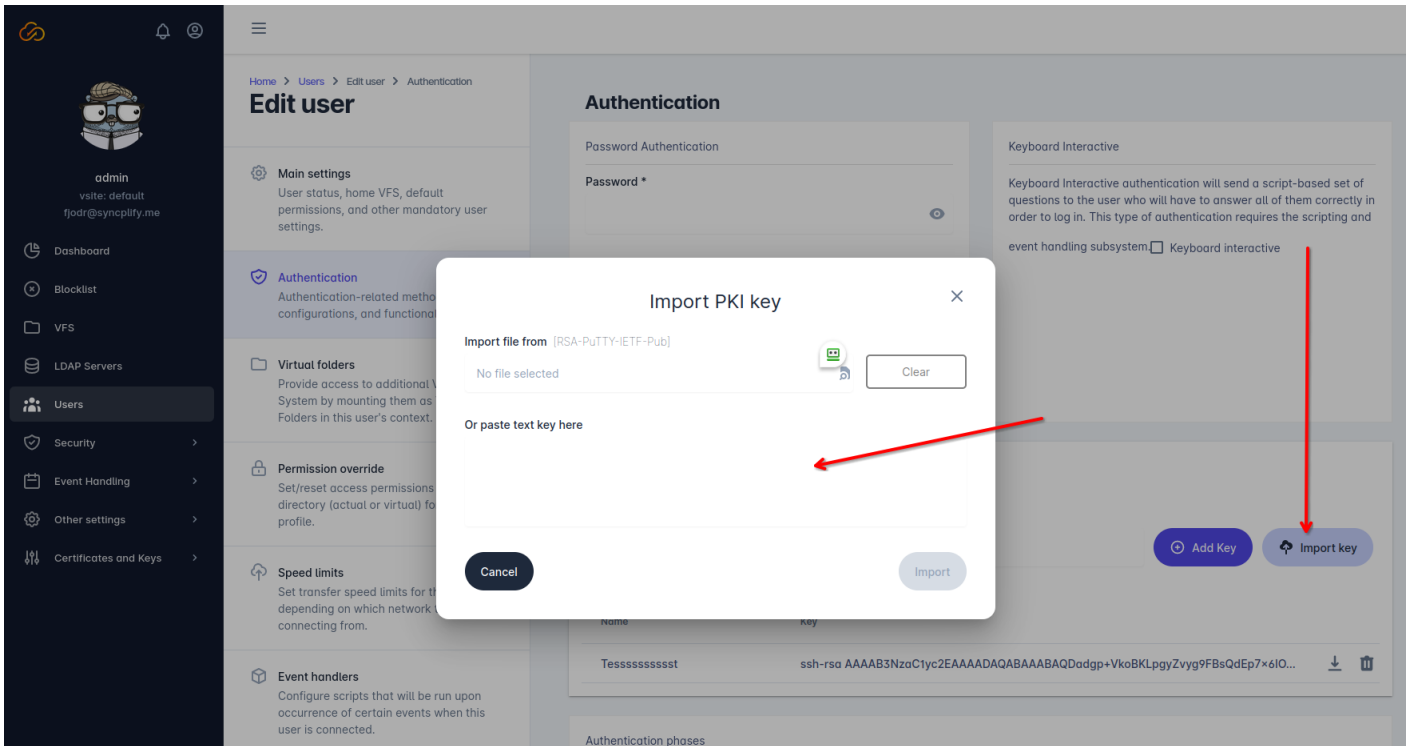 admin
vsite: default
fjodr@syncplify.me
Dashboard
Blocklist
VFS
LDAP Servers
Users
Security
Event Handling
Other settings
Certificates and Keys
Home > Users > Edit user > Authentication
Edit user
Main settings
User status, home VFS, default
permissions, and other mandatory user
settings.
Authentication
Authentication-related metho
configurations, and functional
Virtual folders
Provide access to additional V
System by mounting them as
Folders in this user's context.
Permission override
Set/reset access permissions
directory (actual or virtual) fo
profile.
Speed limits
Set transfer speed limits for th
depending on which network
connecting from.
Event handlers
Configure scripts that will be run upon
occurrence of certain events when this
user is connected.
Authentication
Password Authentication
Password *
Keyboard Interactive
Keyboard Interactive authentication will send a script-based set of
questions to the user who will have to answer all of them correctly in
order to log in. This type of authentication requires the scripting and
event handling subsystem. Keyboard interactive
Import PKI key
Import file from [RSA-PuTTY-IETF-Pub]
No file selected
Clear
Or paste text key here
Cancel
Import
Add Key
Import key
Name
Key
Tesssssssssst
ssh-rsa AAAAB3NzaC1yc2EAAAADAQABAAABAQDadgp+VkoBKLpgyZvyg9FBsQdEp7×6IO...
Authentication phases